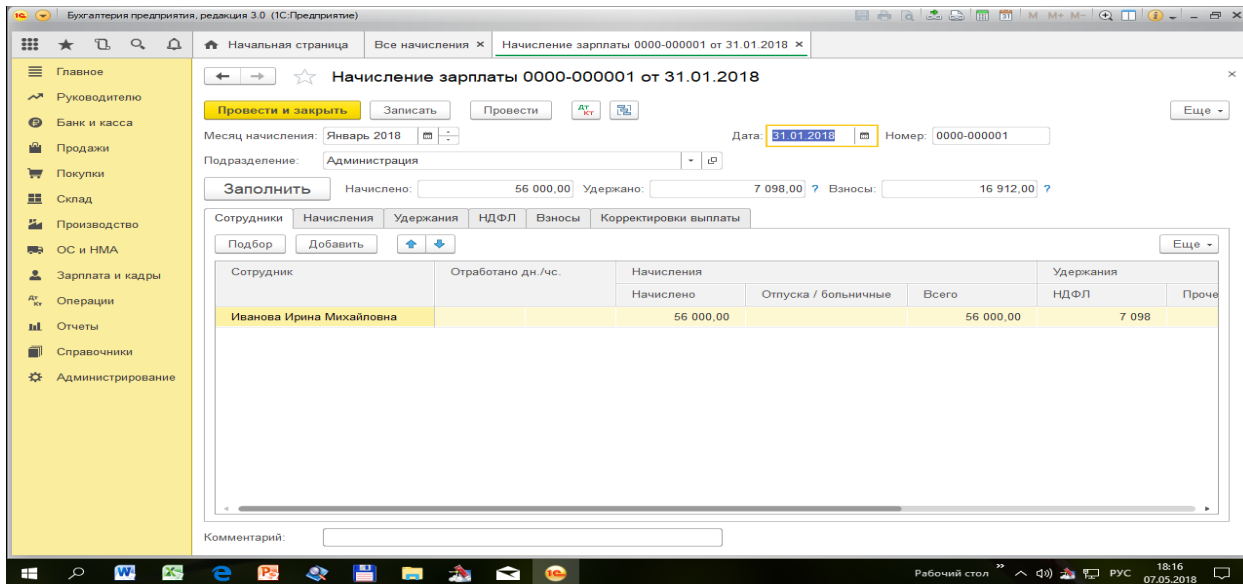 Бухгалтерия предприятия, редакция 3.0 (1С:Предприятие)
M M+ M-
Начальная страница
Все начисления ×
Начисление зарплаты 0000-000001 от 31.01.2018 ×
Главное
Руководителю
Банк и касса
Продажи
Покупки
Склад
Производство
ОС и НМА
Зарплата и кадры
Операции
Отчеты
Справочники
Администрирование
Начисление зарплаты 0000-000001 от 31.01.2018
Провести и закрыть Записать Провести Дт Кт Еще
Месяц начисления: Январь 2018 Дата: 31.01.2018 Номер: 0000-000001
Подразделение: Администрация
Заполнить Начислено: 56 000,00 Удержано: 7 098,00 ? Взносы: 16 912,00 ?
Сотрудники Начисления Удержания НДФЛ Взносы Корректировки выплаты
Подбор Добавить Еще
Сотрудник Отработано дн./чс. Начисления Удержания
Начислено Отпуска / больничные Всего НДФЛ Проче
Иванова Ирина Михайловна 56 000,00 56 000,00 7 098
Комментарий:
Рабочий стол » РУС 18:16
07.05.2018